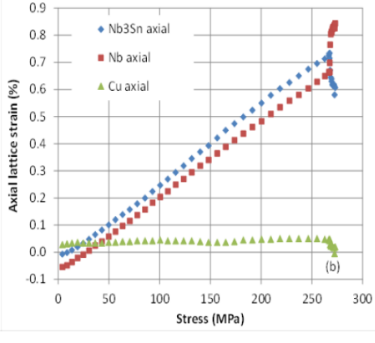 Axial lattice strain (%)
0.9
0.8
0.7
0.6
0.5
0.4
0.3
0.2
0.1
0.0
-0.1
Nb3Sn axial
Nb axial
Cu axial
(b)
0 50 100 150 200 250 300
Stress (MPa)